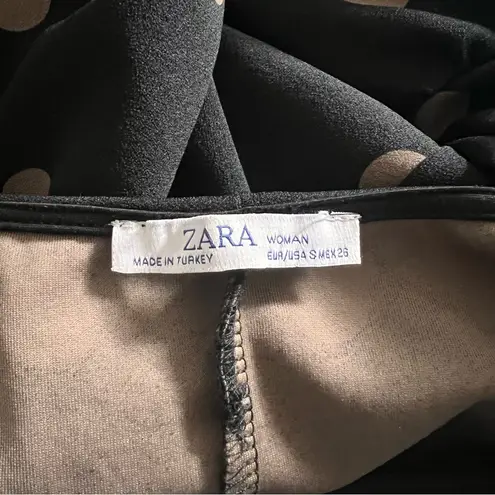 ZARA WOMAN
MADE IN TURKEY EUR/USA S MEX 26